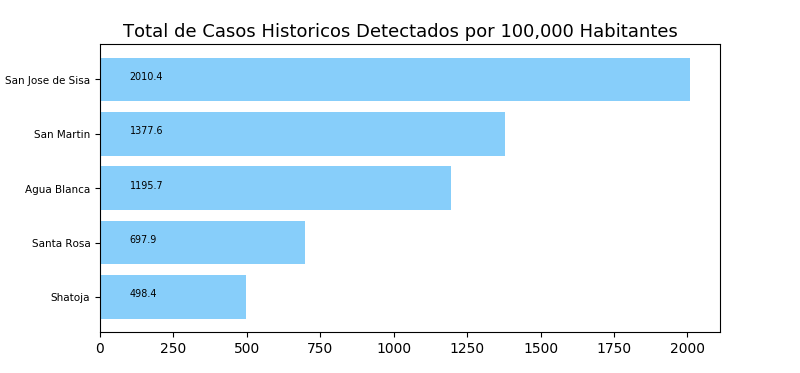 Total de Casos Historicos Detectados por 100,000 Habitantes
San Jose de Sisa 2010.4
San Martin 1377.6
Agua Blanca 1195.7
Santa Rosa 697.9
Shatoja 498.4
0 250 500 750 1000 1250 1500 1750 2000